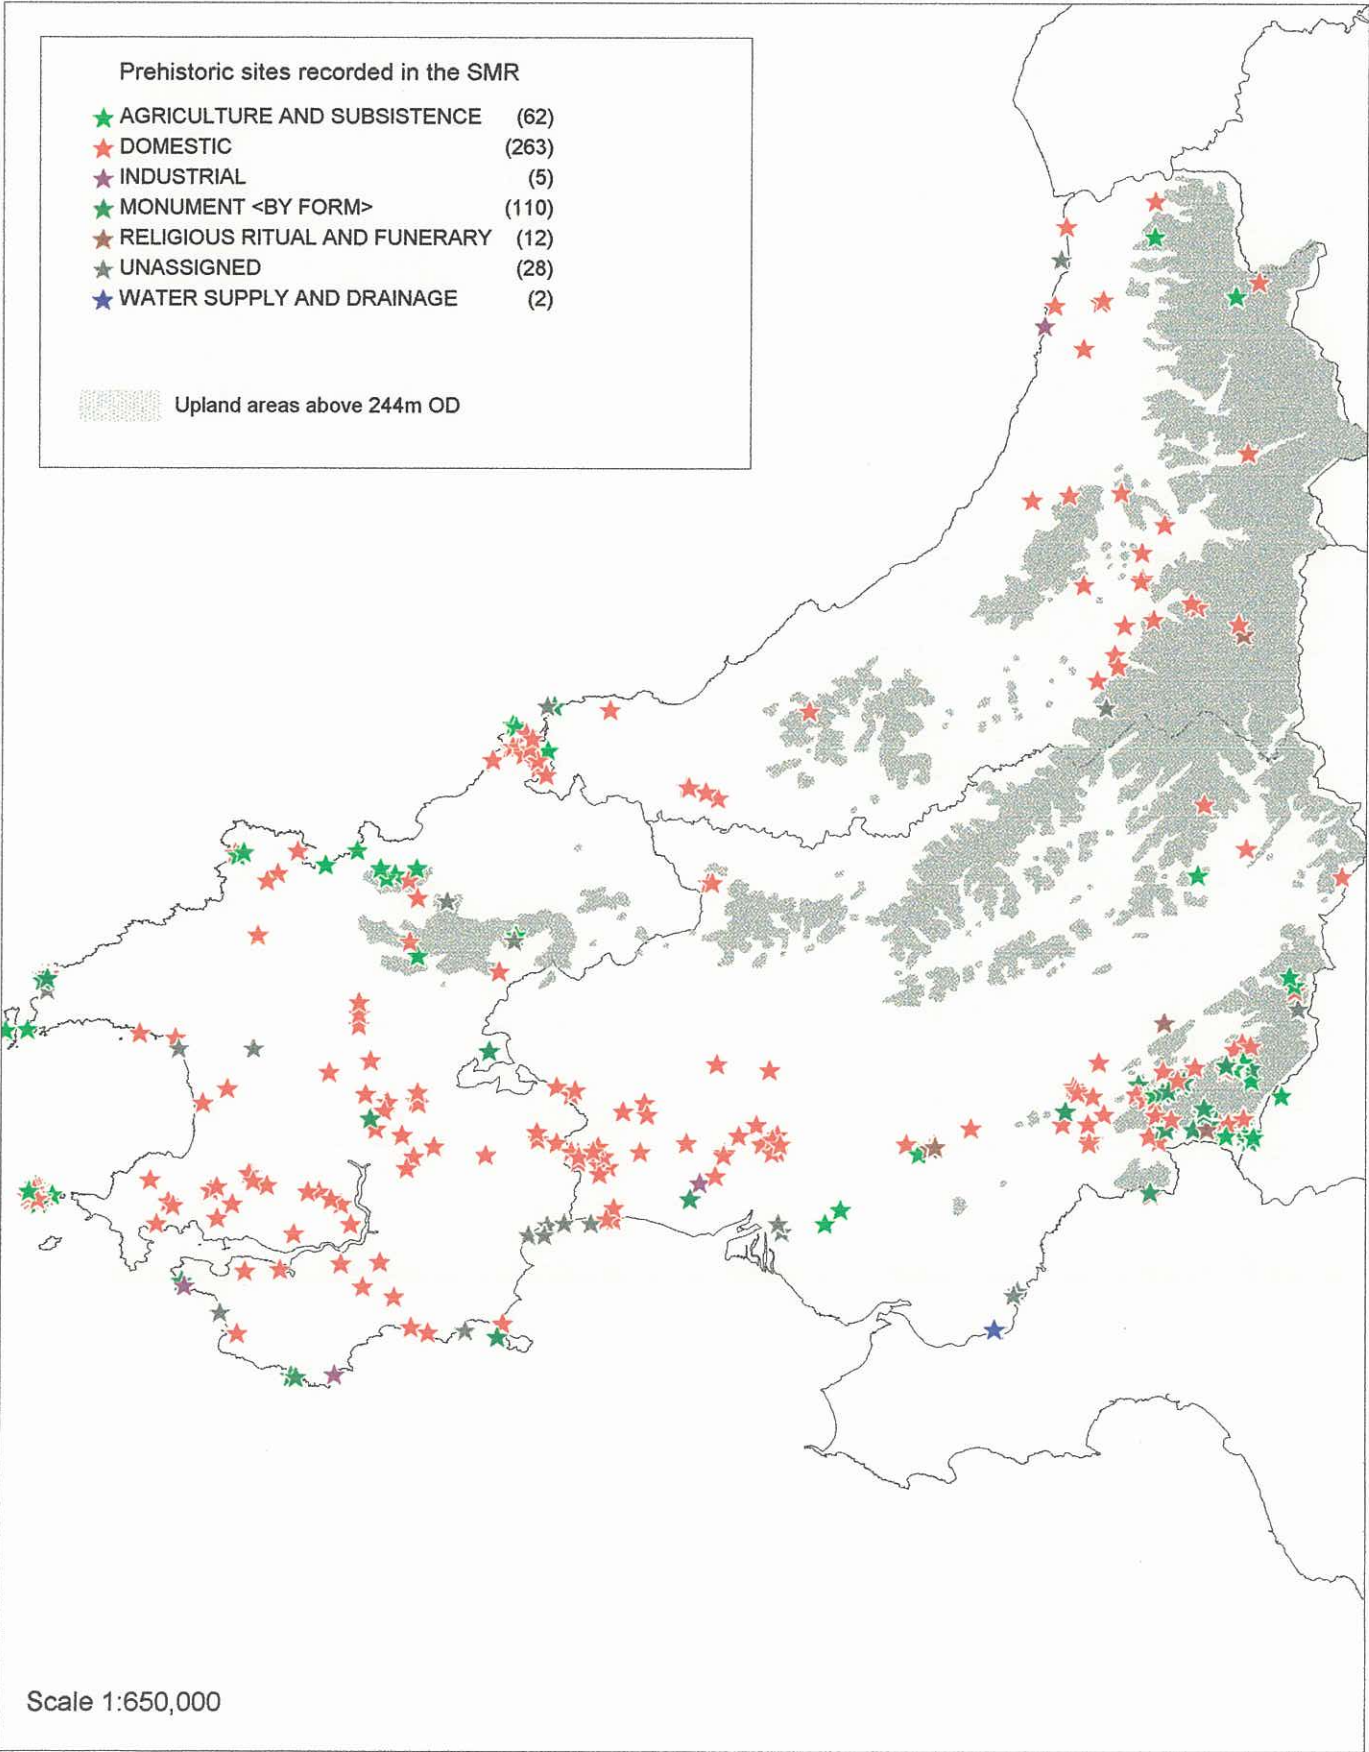 Prehistoric sites recorded in the SMR
AGRICULTURE AND SUBSISTENCE (62)
DOMESTIC (263)
INDUSTRIAL (5)
MONUMENT <BY FORM> (110)
RELIGIOUS RITUAL AND FUNERARY (12)
UNASSIGNED (28)
WATER SUPPLY AND DRAINAGE (2)
Upland areas above 244m OD
Scale 1:650,000